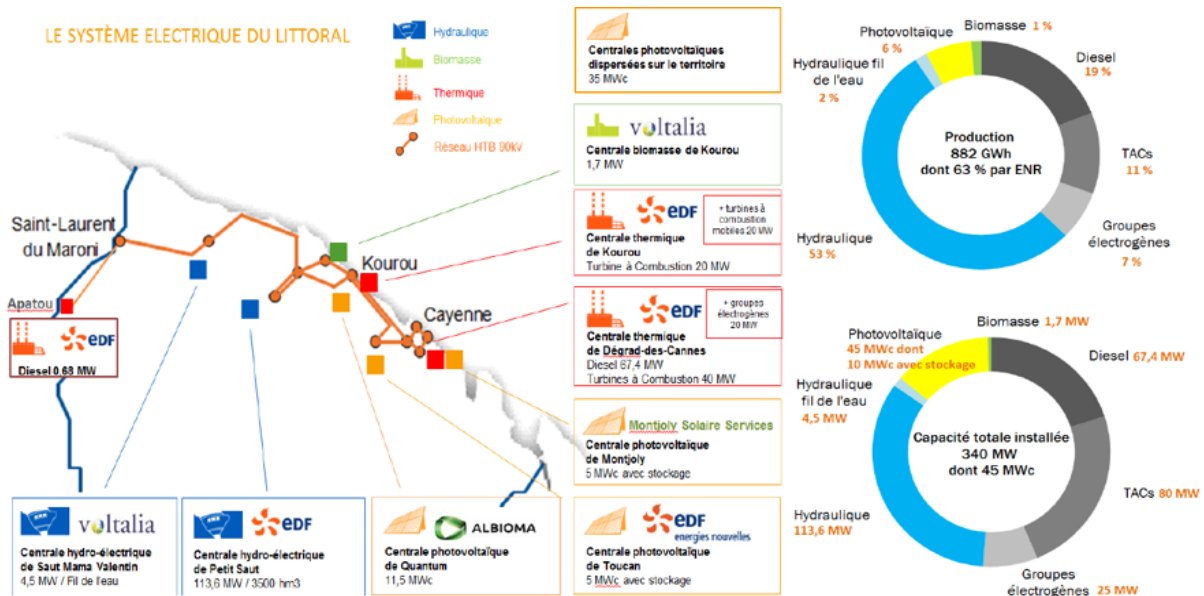 LE SYSTÈME ELECTRIQUE DU LITTORAL
Hydraulique
Biomasse
Thermique
Photovoltaïque
Réseau HTB 90kV
Saint-Laurent
du Maroni
Apatou
EDF
Diesel 0.68 MW
Kourou
Cayenne
voltalia
Centrale hydro-électrique
de Saut Mama Valentin
4,5 MW / Fil de l'eau
EDF
Centrale hydro-électrique
de Petit Saut
113,6 MW / 3500 hm3
ALBIOMA
Centrale photovoltaïque
de Quantum
11,5 MWc
Centrales photovoltaïques
dispersées sur le territoire
35 MWc
voltalia
Centrale biomasse de Kourou
1,7 MW
EDF
+ turbines à
combustion
mobiles 20 MW
Centrale thermique
de Kourou
Turbine à Combustion 20 MW
EDF
+ groupes
électrogènes
20 MW
Centrale thermique
de Dégrad-des-Cannes
Diesel 67,4 MW
Turbines à Combustion 40 MW
Montjoly Solaire Services
Centrale photovoltaïque
de Montjoly
5 MWc avec stockage
EDF
energies nouvelles
Centrale photovoltaïque
de Toucan
5 MWc avec stockage
Biomasse 1 %
Photovoltaïque
6 %
Diesel
19 %
Hydraulique fil
de l'eau
2 %
Production
882 GWh
dont 63 % par ENR
TACs
11 %
Hydraulique
53 %
Groupes
électrogènes
7 %
Biomasse 1,7 MW
Photovoltaïque
45 MWc dont
10 MWc avec stockage
Diesel 67,4 MW
Hydraulique
fil de l'eau
4,5 MW
Capacité totale installée
340 MW
dont 45 MWc
TACs 80 MW
Hydraulique
113,6 MW
Groupes
électrogènes 25 MW